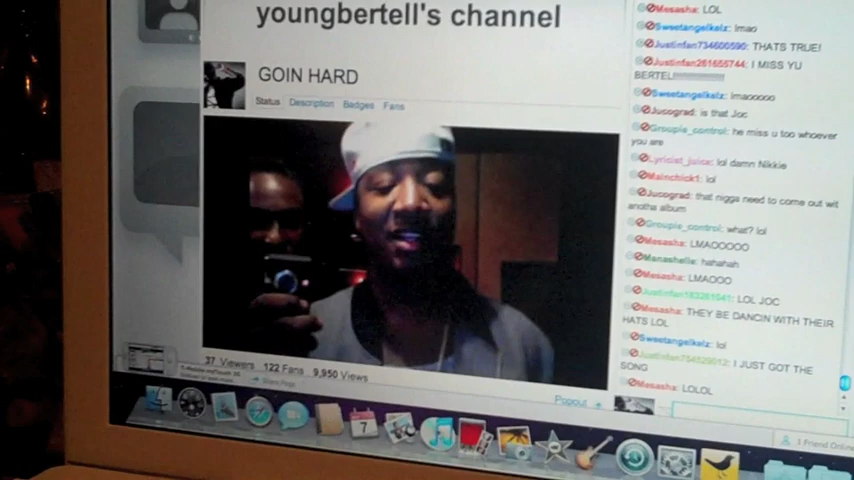 youngbertell's channel
GOIN HARD
Status Description Badges Fans
37 Viewers 122 Fans 9,950 Views
Popout
Mesasha: LOL
Sweetangelkelz: lmao
Justinfan734600590: THATS TRUE!
Justinfan261655744: I MISS YU
Sweetangelkelz: lmaooooo
Jucograd: is that Joc
Groupie_control: he miss u too whoever
you are
Lyricist_juice: lol damn Nikkie
Mainchick1: lol
Jucograd: that nigga need to come out wit
anotha album
Groupie_control: what? lol
Mesasha: LMAOOOOO
Manashelle: hahahah
Mesasha: LMAOOO
LOL JOC
Mesasha: THEY BE DANCIN WITH THEIR
HATS LOL
Sweetangelkelz: lol
I JUST GOT THE
SONG
Mesasha: LOLOL
1 Friend Online
7